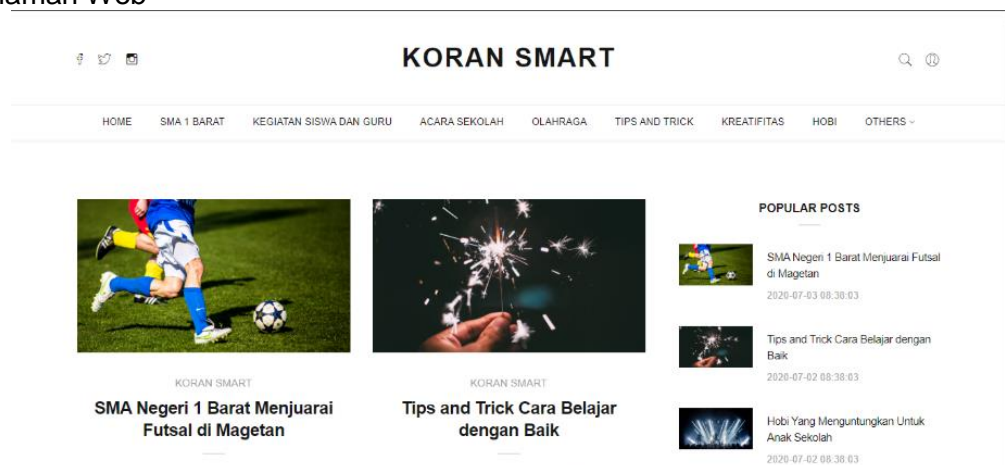 KORAN SMART
HOME SMA 1 BARAT KEGIATAN SISWA DAN GURU ACARA SEKOLAH OLAHRAGA TIPS AND TRICK KREATIFITAS HOBI OTHERS
KORAN SMART
SMA Negeri 1 Barat Menjuarai
Futsal di Magetan
KORAN SMART
Tips and Trick Cara Belajar
dengan Baik
POPULAR POSTS
SMA Negeri 1 Barat Menjuarai Futsal
di Magetan
2020-07-03 08:38:03
Tips and Trick Cara Belajar dengan
Baik
2020-07-02 08:38:03
Hobi Yang Menguntungkan Untuk
Anak Sekolah
2020-07-02 08:38:03